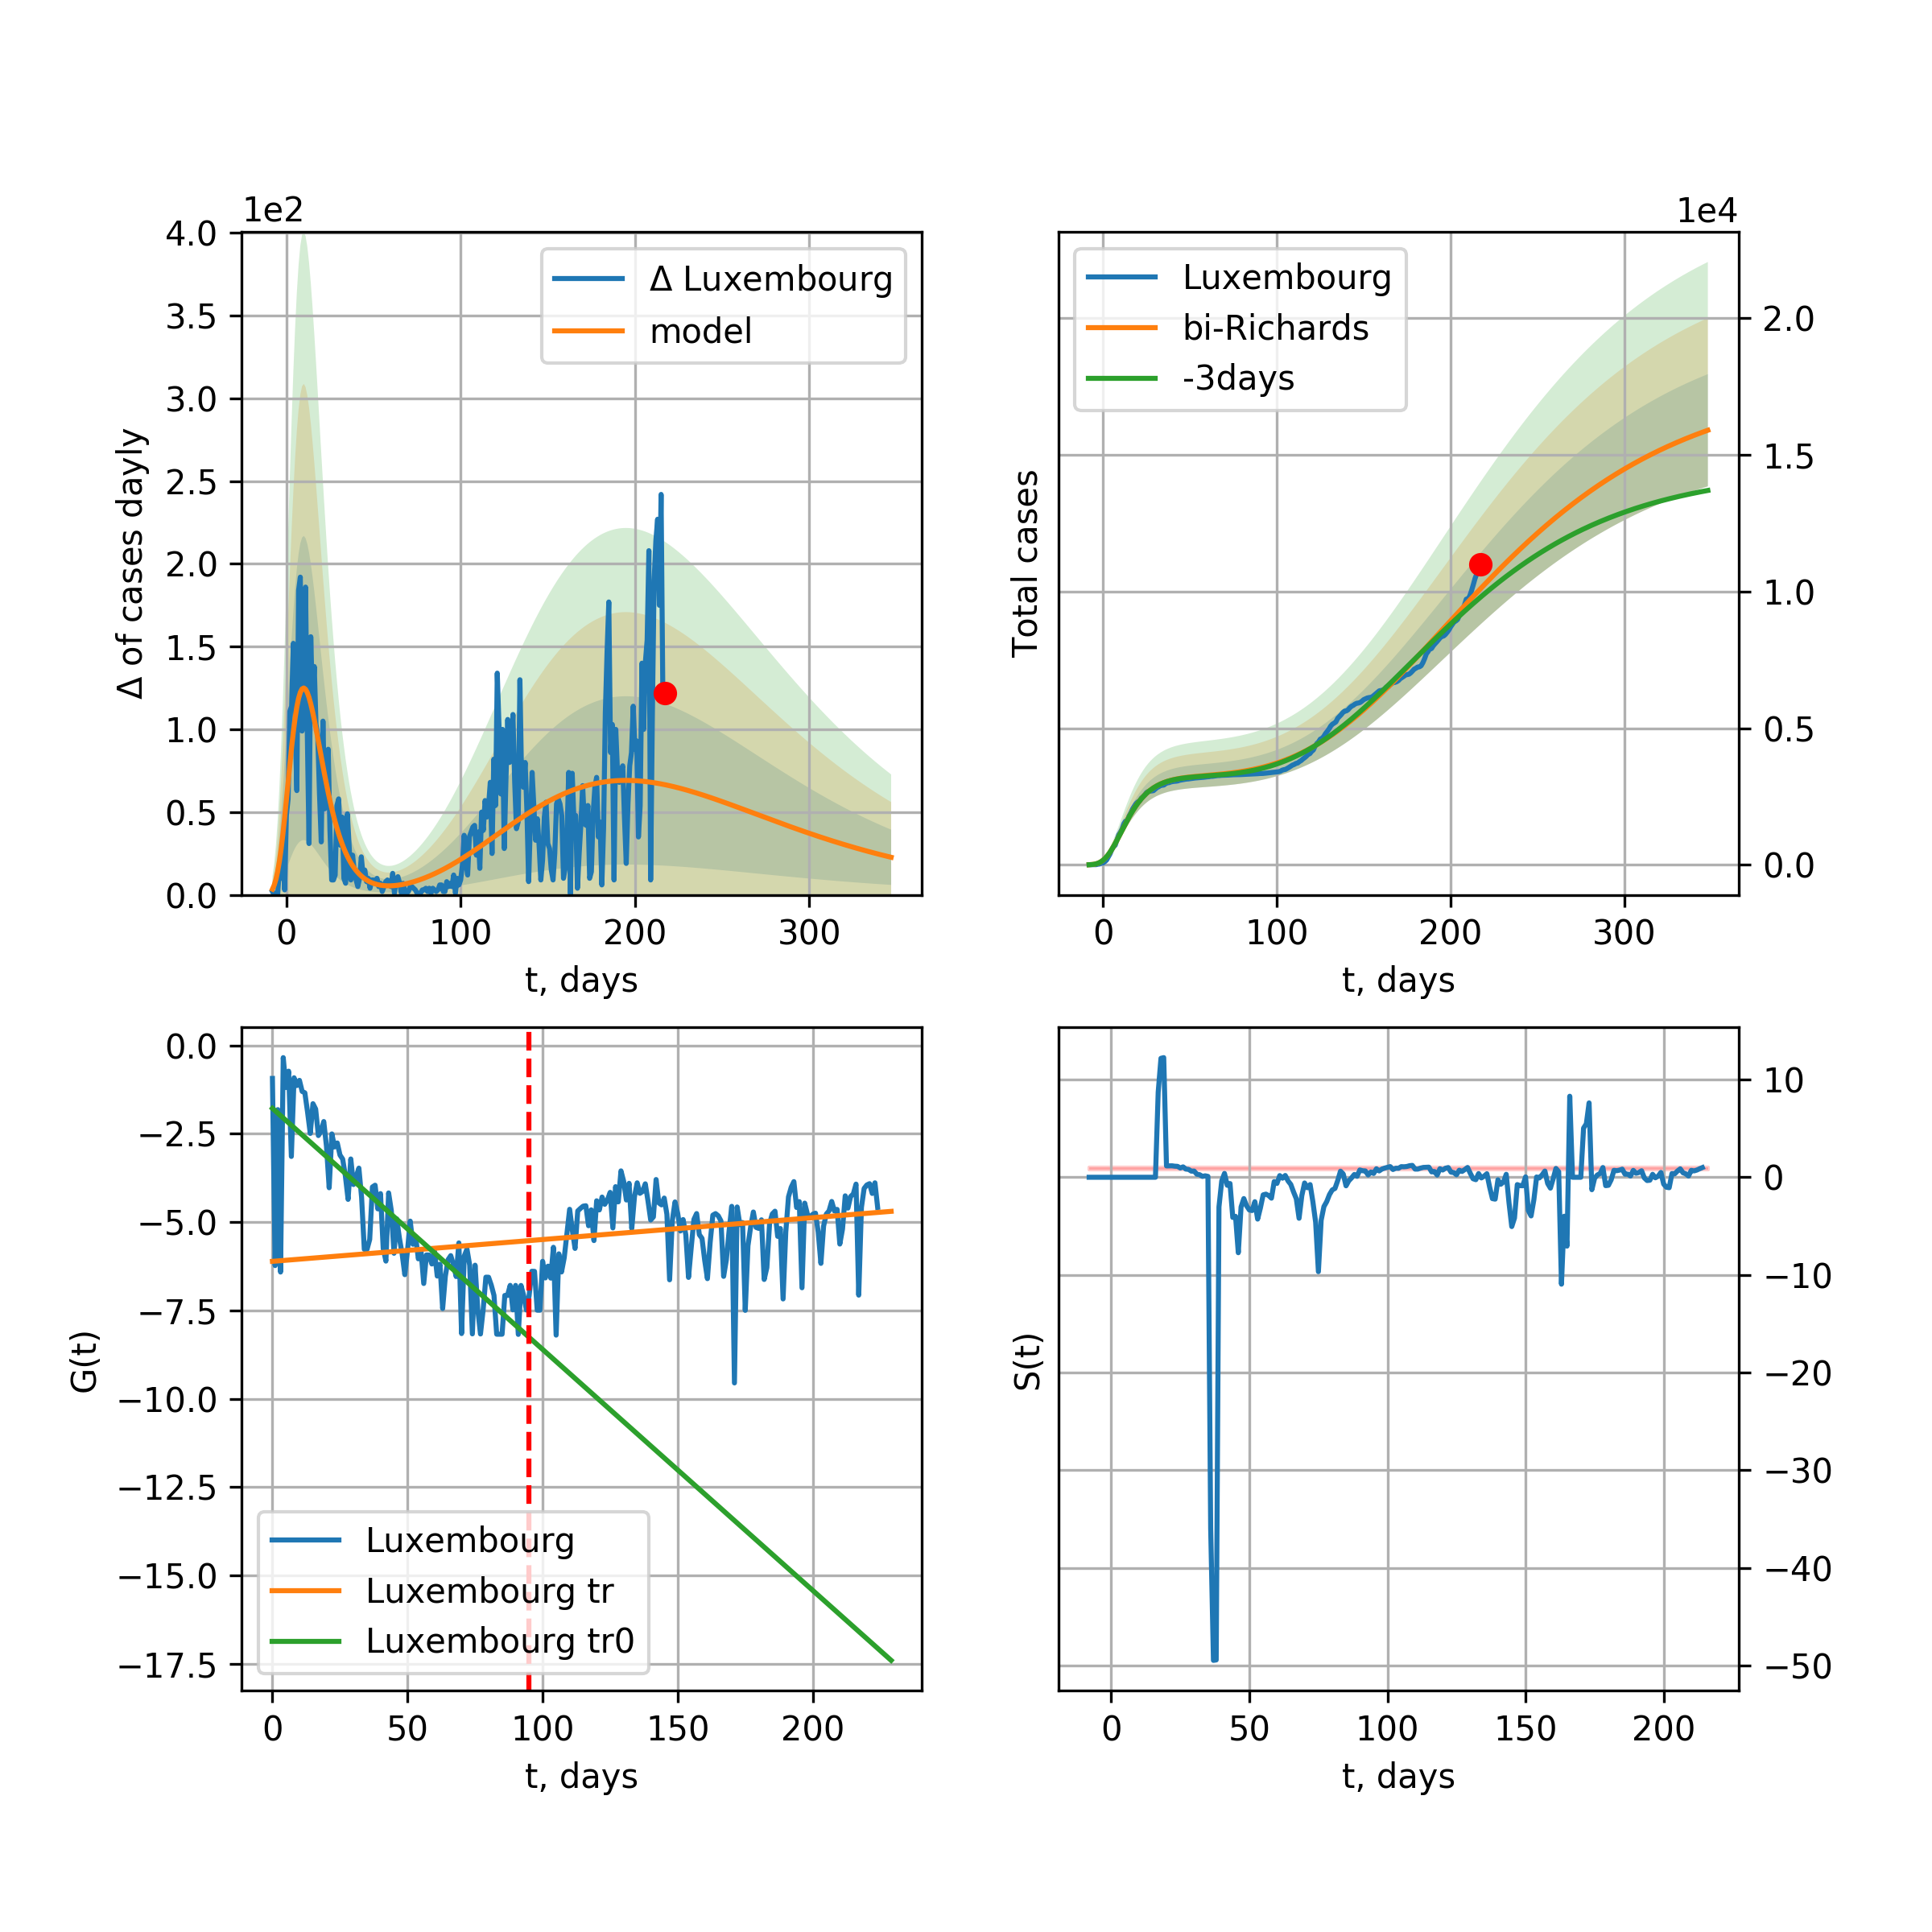 1e2
4.0
3.5
3.0
2.5
2.0
1.5
1.0
0.5
0.0
Δ of cases dayly
Δ Luxembourg
model
0 100 200 300
t, days
1e4
Total cases
Luxembourg
bi-Richards
-3days
2.0
1.5
1.0
0.5
0.0
0 100 200 300
t, days
0.0
−2.5
−5.0
−7.5
−10.0
−12.5
−15.0
−17.5
G(t)
Luxembourg
Luxembourg tr
Luxembourg tr0
0 50 100 150 200
t, days
S(t)
10
0
−10
−20
−30
−40
−50
0 50 100 150 200
t, days